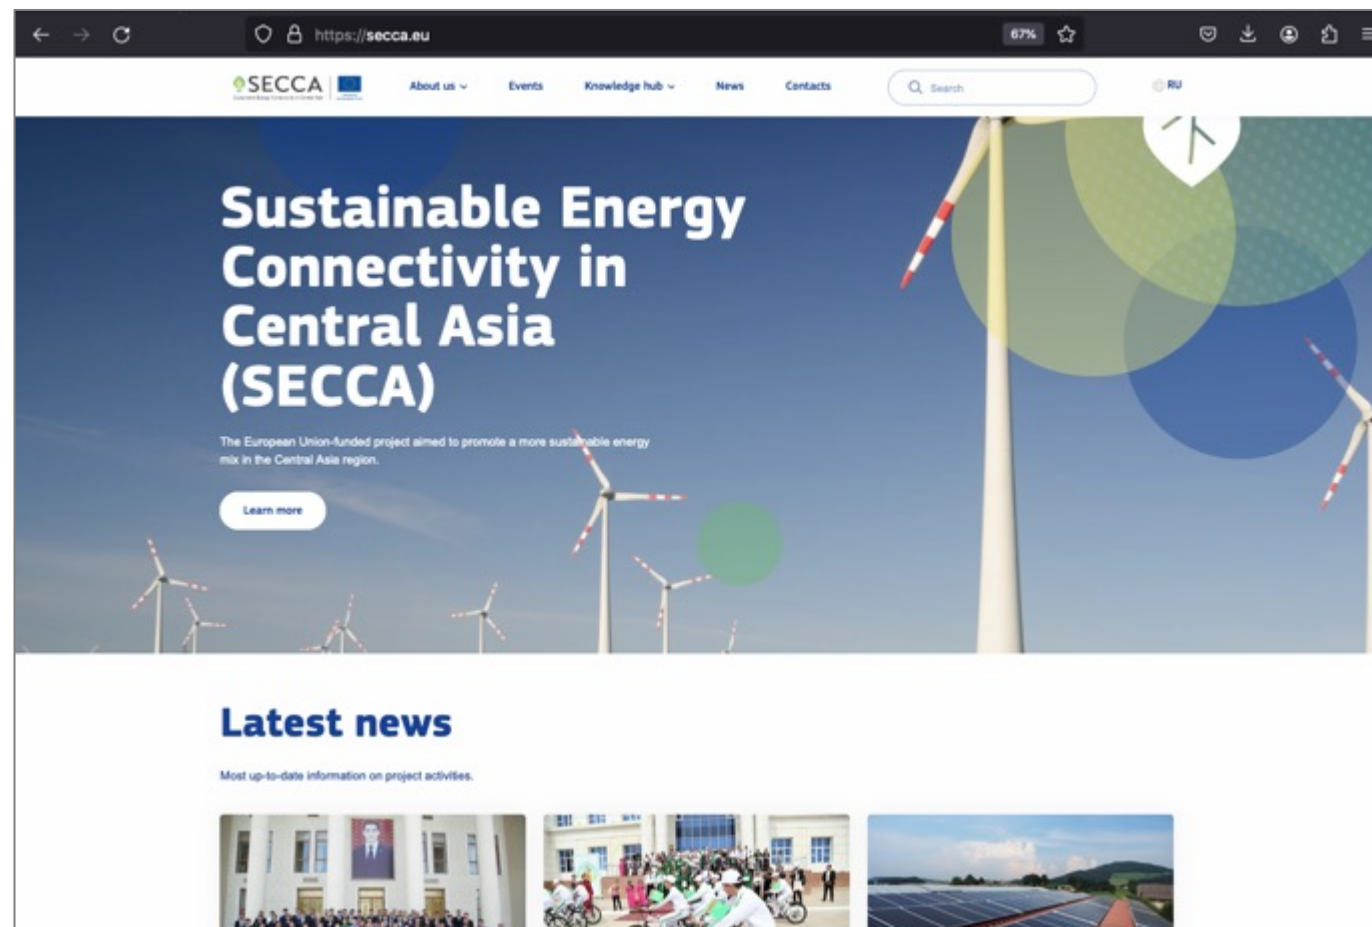 https://secca.eu
67%
SECCA
About us
Events
Knowledge hub
News
Contacts
Search
RU
Sustainable Energy
Connectivity in
Central Asia
(SECCA)
The European Union-funded project aimed to promote a more sustainable energy
mix in the Central Asia region.
Learn more
Latest news
Most up-to-date information on project activities.